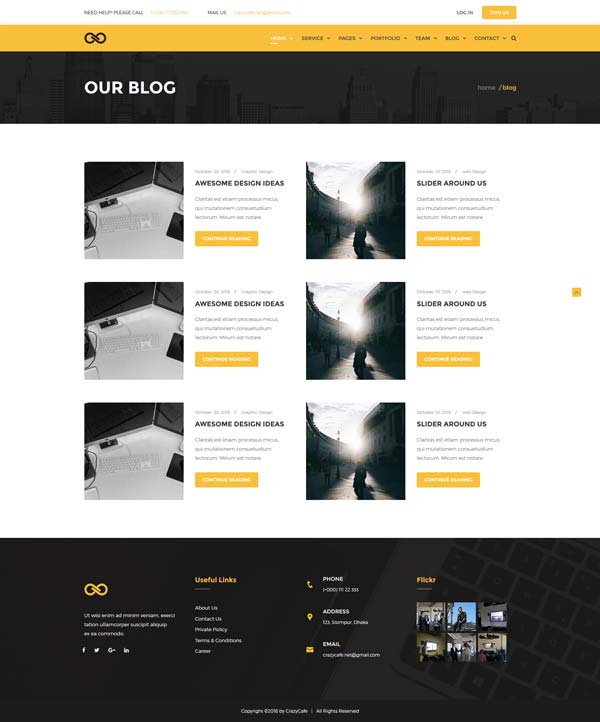 NEED HELP? PLEASE CALL (+000) 111 222 333 MAIL US crazycafe.net@gmail.com LOG IN JOIN US
HOME SERVICE PAGES PORTFOLIO TEAM BLOG CONTACT
OUR BLOG
home /blog
October 30, 2016 / Graphic Design
AWESOME DESIGN IDEAS
Claritas est etiam processus micus,
qui mutationem consuetudium
lectorum. Mirum est notare
CONTINUE READING
October 10, 2016 / web Design
SLIDER AROUND US
Claritas est etiam processus micus,
qui mutationem consuetudium
lectorum. Mirum est notare
CONTINUE READING
October 30, 2016 / Graphic Design
AWESOME DESIGN IDEAS
Claritas est etiam processus micus,
qui mutationem consuetudium
lectorum. Mirum est notare
CONTINUE READING
October 10, 2016 / web Design
SLIDER AROUND US
Claritas est etiam processus micus,
qui mutationem consuetudium
lectorum. Mirum est notare
CONTINUE READING
October 30, 2016 / Graphic Design
AWESOME DESIGN IDEAS
Claritas est etiam processus micus,
qui mutationem consuetudium
lectorum. Mirum est notare
CONTINUE READING
October 10, 2016 / web Design
SLIDER AROUND US
Claritas est etiam processus micus,
qui mutationem consuetudium
lectorum. Mirum est notare
CONTINUE READING
Ut wisi enim ad minim veniam, exerci
tation ullamcorper suscipit aliquip
ex ea commodo.
Useful Links
About Us
Contact Us
Private Policy
Terms & Conditions
Career
PHONE
(+000) 111 22 333
ADDRESS
123, Sismpur, Dhaka
EMAIL
crazycafe.net@gmail.com
Flickr
Copyright ©2016 by CrazyCafe | All Rights Reserved